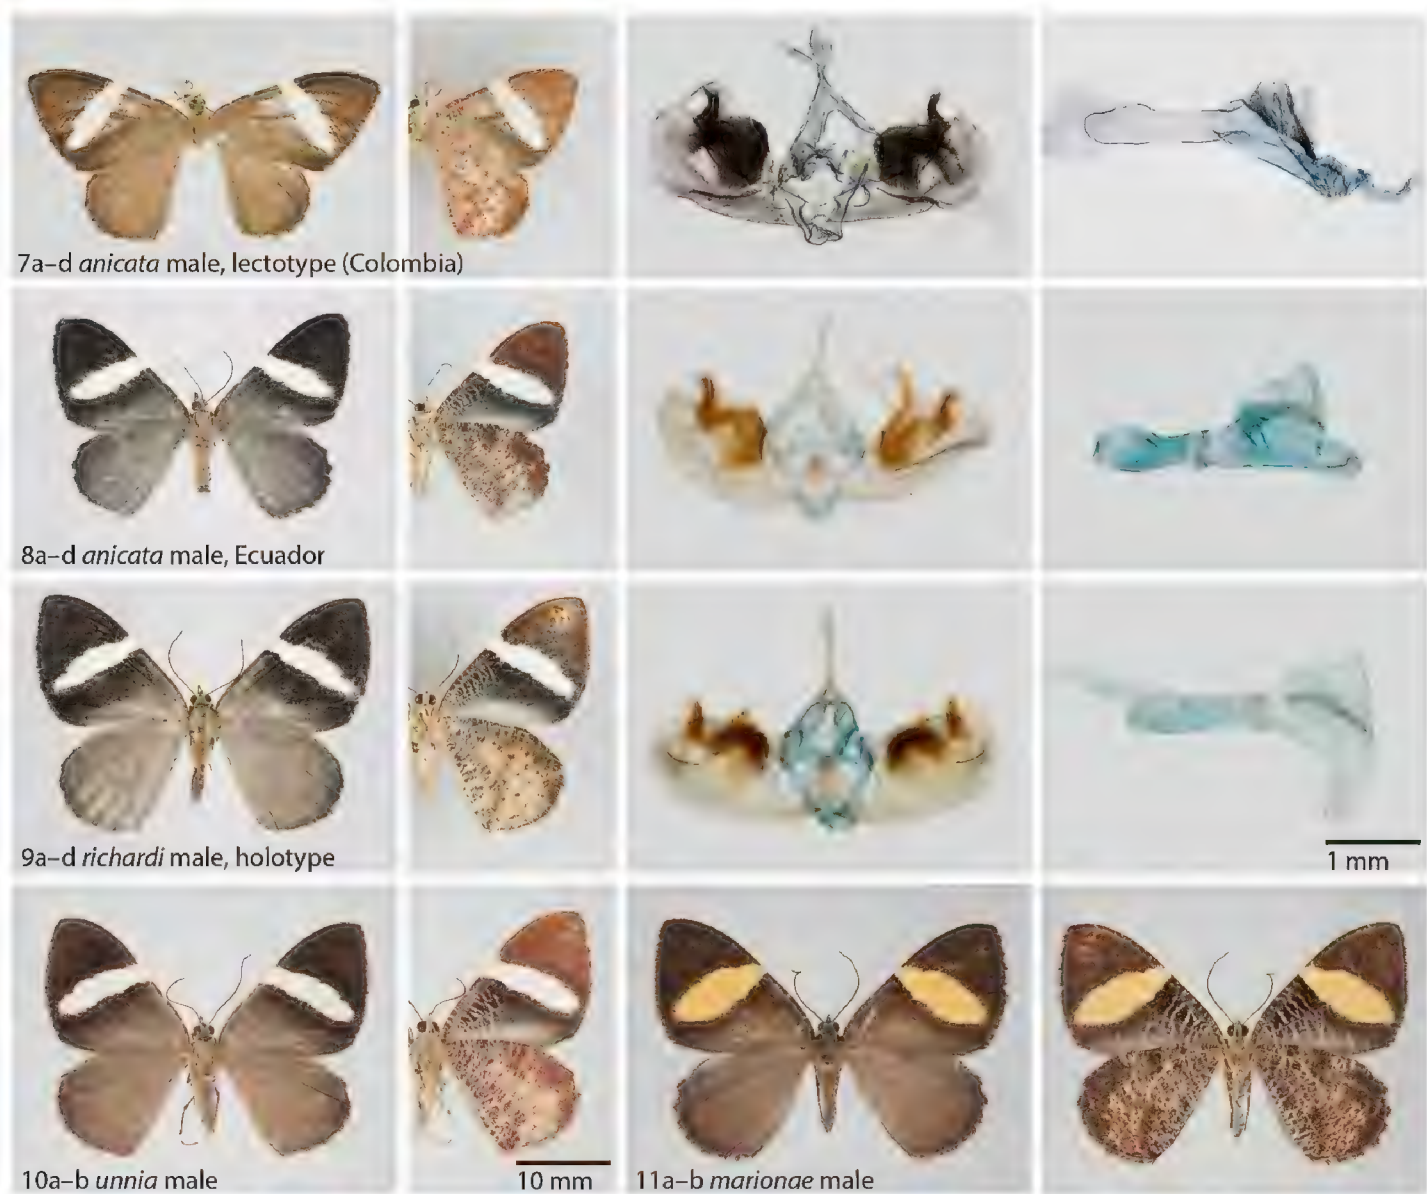 7a–d anicata male, lectotype (Colombia)
8a–d anicata male, Ecuador
9a–d richardi male, holotype
1 mm
10a–b unnia male
10 mm
11a–b marionae male